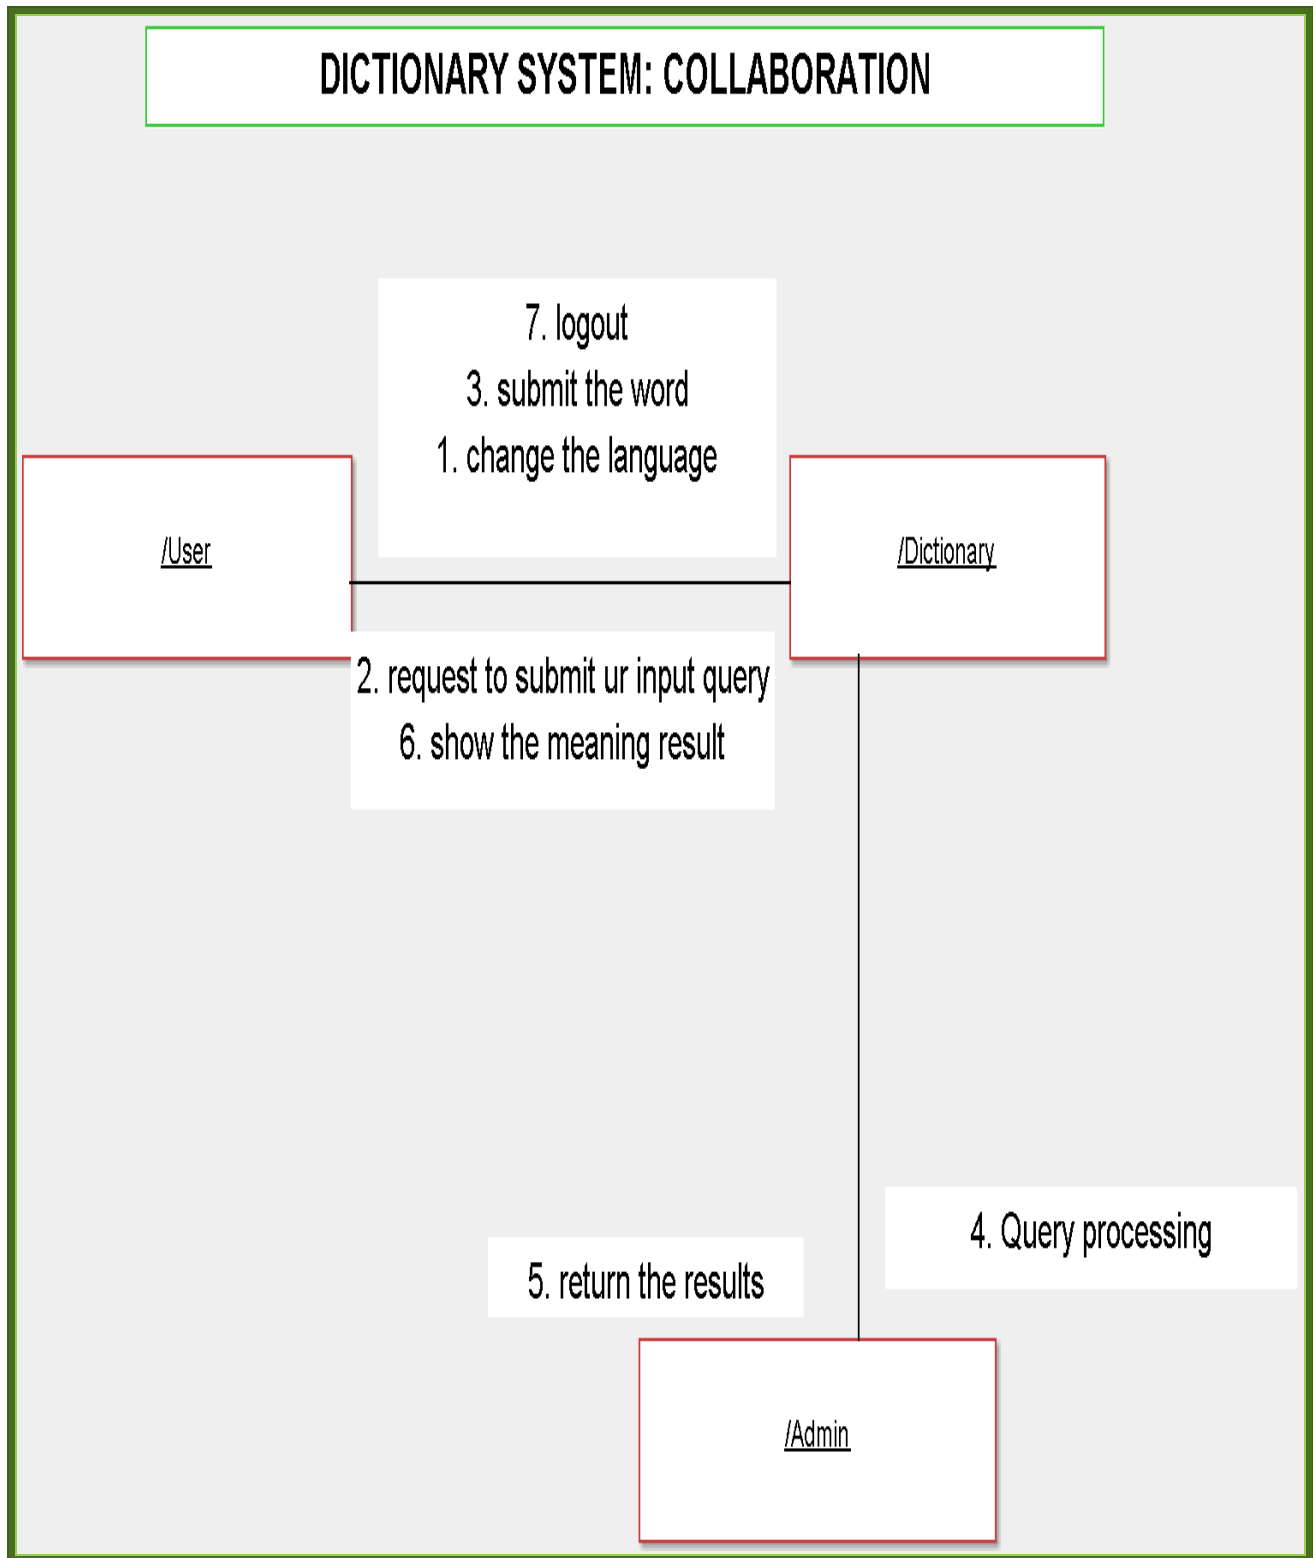 DICTIONARY SYSTEM: COLLABORATION
7. logout
3. submit the word
1. change the language
/User
/Dictionary
2. request to submit ur input query
6. show the meaning result
4. Query processing
5. return the results
/Admin